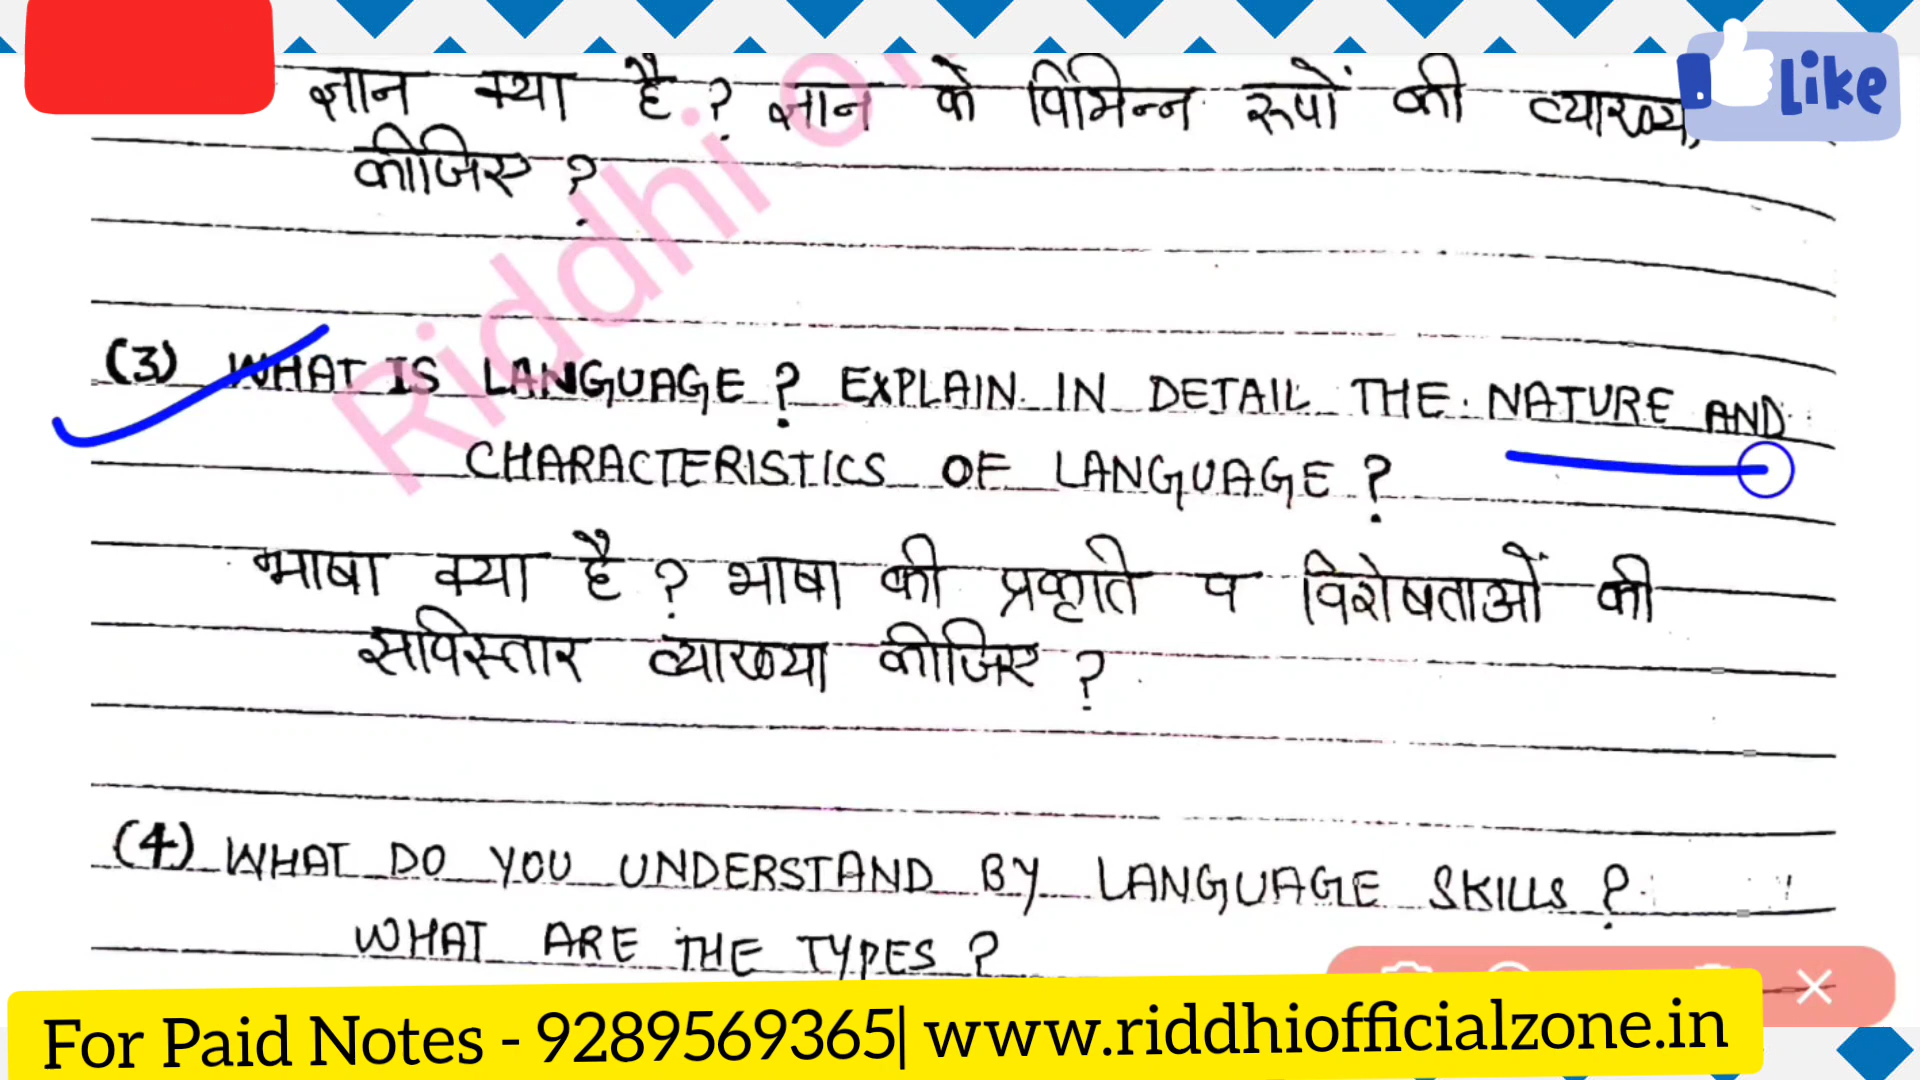 ज्ञान क्या है ? ज्ञान के विभिन्न रूपों की व्याख्या
कीजिए ?
Like
Riddhi
(3) WHAT IS LANGUAGE ? EXPLAIN IN DETAIL THE NATURE AND
CHARACTERISTICS OF LANGUAGE ?
भाषा क्या है ? भाषा की प्रकृति व विशेषताओं की
सविस्तार व्याख्या कीजिए ?
(4) WHAT DO YOU UNDERSTAND BY LANGUAGE SKILLS ?
WHAT ARE THE TYPES ?
For Paid Notes - 9289569365| www.riddhiofficialzone.in